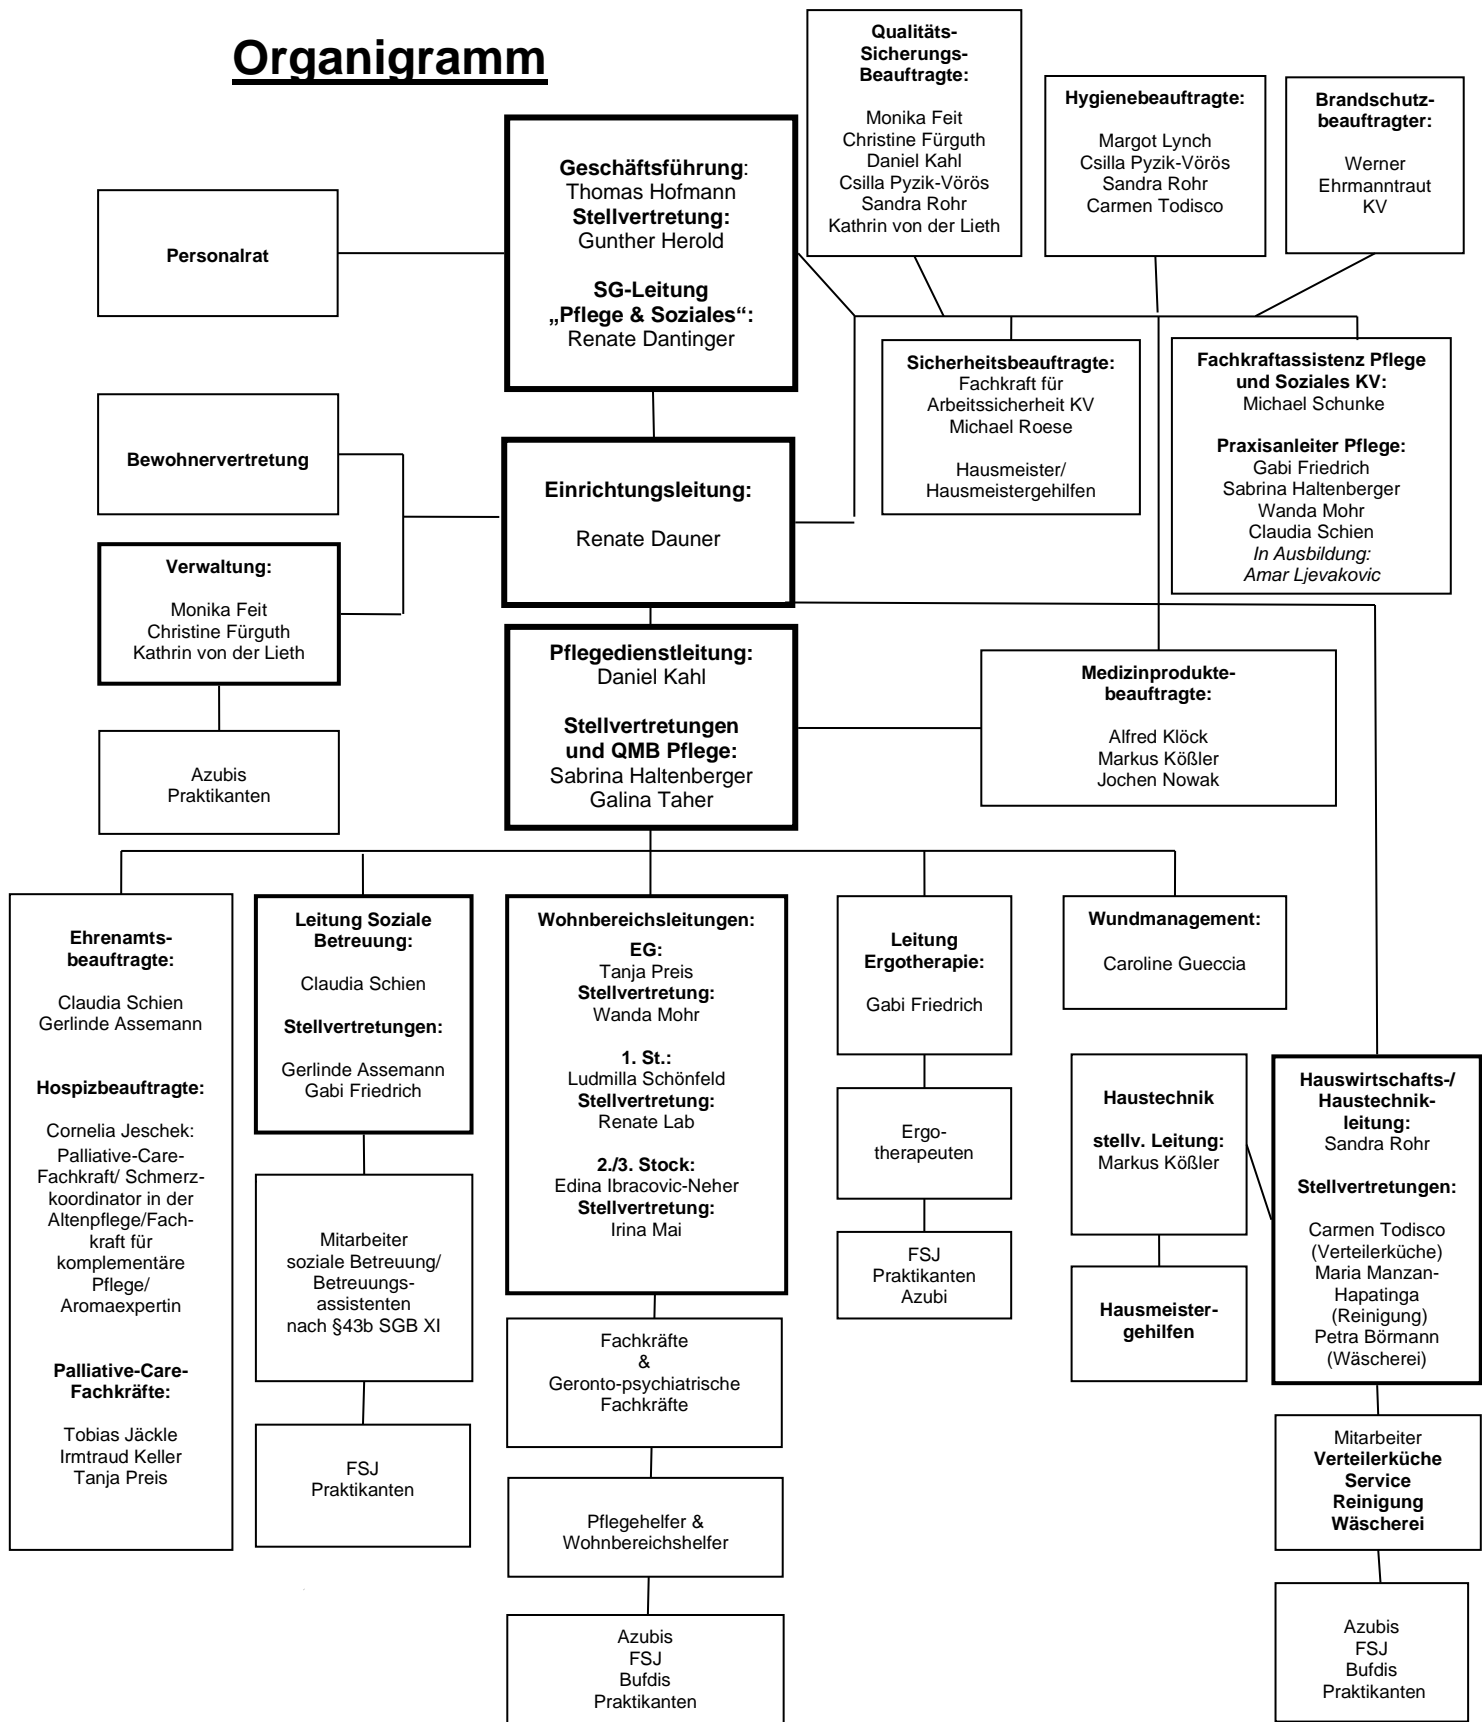 Organigramm
Qualitäts-
Sicherungs-
Beauftragte:
Monika Feit
Christine Fürguth
Daniel Kahl
Csilla Pyzik-Vörös
Sandra Rohr
Kathrin von der Lieth
Hygienebeauftragte:
Margot Lynch
Csilla Pyzik-Vörös
Sandra Rohr
Carmen Todisco
Brandschutz-
beauftragter:
Werner
Ehrmanntraut
KV
Geschäftsführung:
Thomas Hofmann
Stellvertretung:
Gunther Herold
SG-Leitung
„Pflege & Soziales“:
Renate Dantinger
Personalrat
Sicherheitsbeauftragte:
Fachkraft für
Arbeitssicherheit KV
Michael Roese
Hausmeister/
Hausmeistergehilfen
Fachkraftassistenz Pflege
und Soziales KV:
Michael Schunke
Praxisanleiter Pflege:
Gabi Friedrich
Sabrina Haltenberger
Wanda Mohr
Claudia Schien
In Ausbildung:
Amar Ljevakovic
Bewohnervertretung
Einrichtungsleitung:
Renate Dauner
Verwaltung:
Monika Feit
Christine Fürguth
Kathrin von der Lieth
Azubis
Praktikanten
Pflegedienstleitung:
Daniel Kahl
Stellvertretungen
und QMB Pflege:
Sabrina Haltenberger
Galina Taher
Medizinprodukte-
beauftragte:
Alfred Klöck
Markus Kößler
Jochen Nowak
Ehrenamts-
beauftragte:
Claudia Schien
Gerlinde Assemann
Hospizbeauftragte:
Cornelia Jeschek:
Palliative-Care-
Fachkraft/ Schmerz-
koordinator in der
Altenpflege/Fach-
kraft für
komplementäre
Pflege/
Aromaexpertin
Palliative-Care-
Fachkräfte:
Tobias Jäckle
Irmtraud Keller
Tanja Preis
Leitung Soziale
Betreuung:
Claudia Schien
Stellvertretungen:
Gerlinde Assemann
Gabi Friedrich
Mitarbeiter
soziale Betreuung/
Betreuungs-
assistenten
nach §43b SGB XI
FSJ
Praktikanten
Wohnbereichsleitungen:
EG:
Tanja Preis
Stellvertretung:
Wanda Mohr
1. St.:
Ludmilla Schönfeld
Stellvertretung:
Renate Lab
2./3. Stock:
Edina Ibracovic-Neher
Stellvertretung:
Irina Mai
Fachkräfte
&
Geronto-psychiatrische
Fachkräfte
Pflegehelfer &
Wohnbereichshelfer
Azubis
FSJ
Bufdis
Praktikanten
Leitung
Ergotherapie:
Gabi Friedrich
Ergo-
therapeuten
FSJ
Praktikanten
Azubi
Wundmanagement:
Caroline Gueccia
Haustechnik
stellv. Leitung:
Markus Kößler
Hausmeister-
gehilfen
Hauswirtschafts-/
Haustechnik-
leitung:
Sandra Rohr
Stellvertretungen:
Carmen Todisco
(Verteilerküche)
Maria Manzan-
Hapatinga
(Reinigung)
Petra Börmann
(Wäscherei)
Mitarbeiter
Verteilerküche
Service
Reinigung
Wäscherei
Azubis
FSJ
Bufdis
Praktikanten